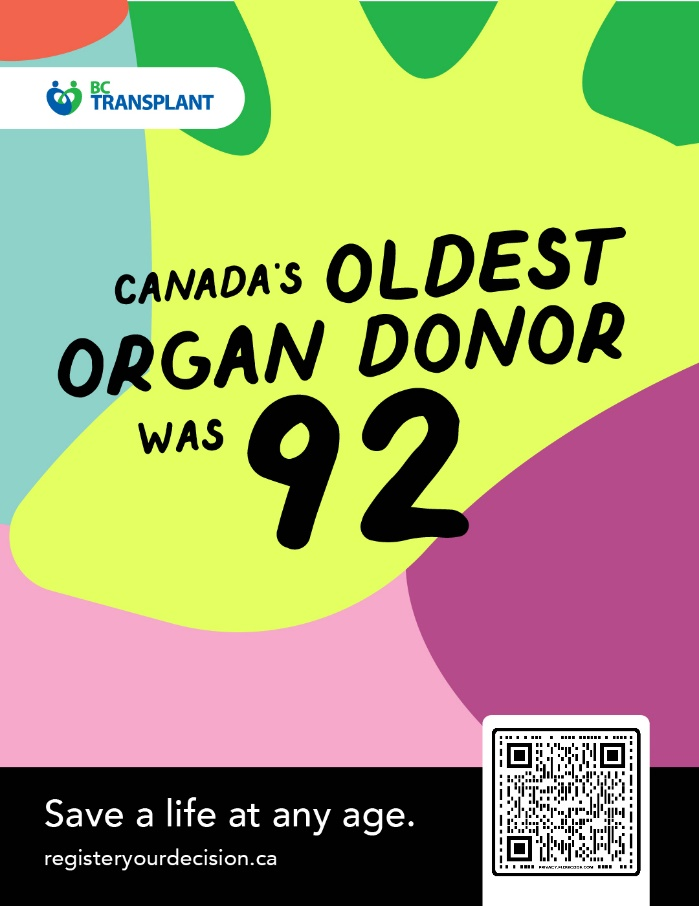 BC
TRANSPLANT
CANADA'S OLDEST
ORGAN DONOR
WAS 92
Save a life at any age.
registeryourdecision.ca